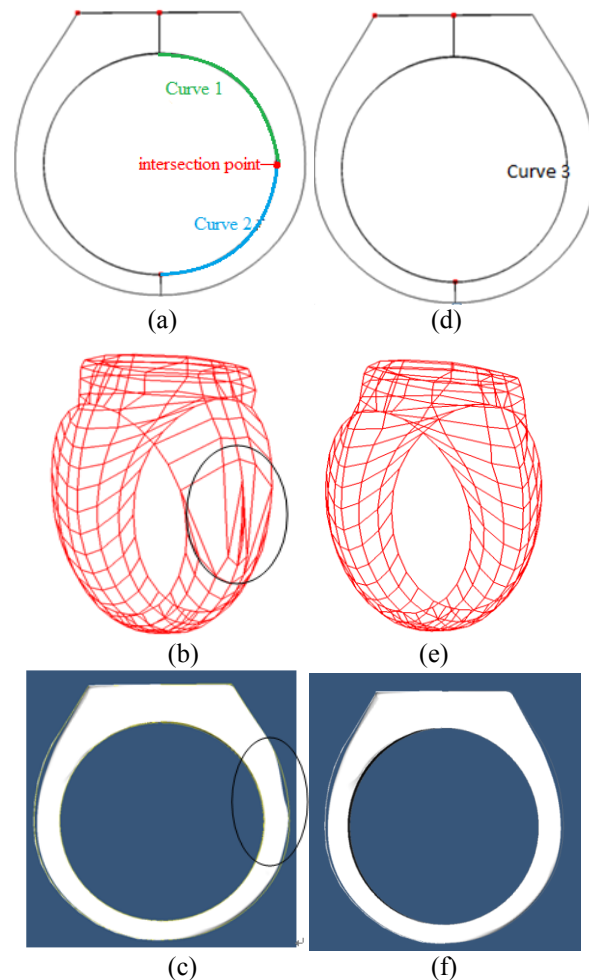 Curve 1
intersection point
Curve 2
Curve 3
(a)
(d)
(b)
(e)
(c)
(f)